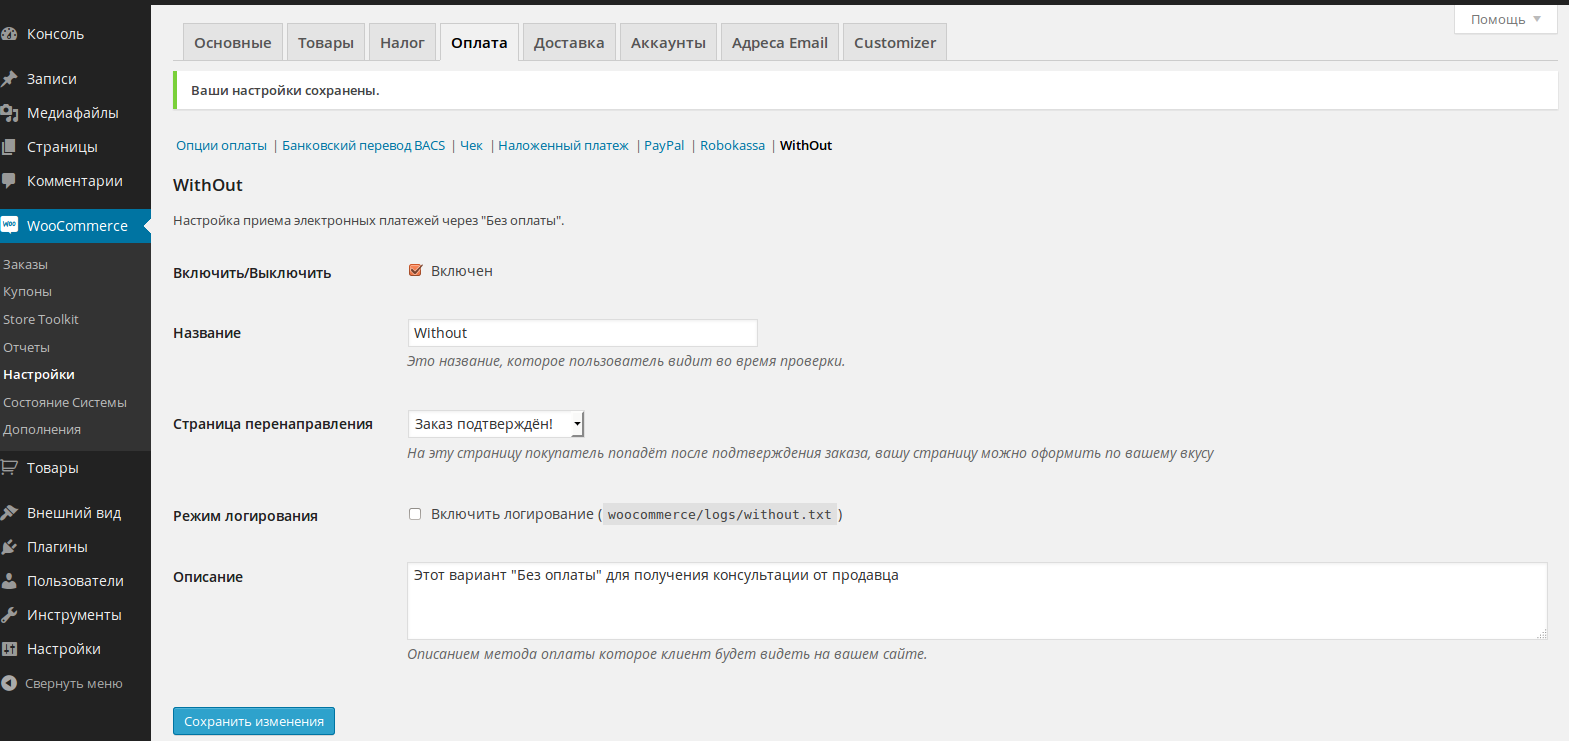 Помощь
Консоль
Записи
Медиафайлы
Страницы
Комментарии
WooCommerce
Заказы
Купоны
Store Toolkit
Отчеты
Настройки
Состояние Системы
Дополнения
Товары
Внешний вид
Плагины
Пользователи
Инструменты
Настройки
Свернуть меню
Основные Товары Налог Оплата Доставка Аккаунты Адреса Email Customizer
Ваши настройки сохранены.
Опции оплаты | Банковский перевод BACS | Чек | Наложенный платеж | PayPal | Robokassa | WithOut
WithOut
Настройка приема электронных платежей через "Без оплаты".
Включить/Выключить Включен
Название Without
Это название, которое пользователь видит во время проверки.
Страница перенаправления Заказ подтверждён!
На эту страницу покупатель попадёт после подтверждения заказа, вашу страницу можно оформить по вашему вкусу
Режим логирования Включить логирование ( woocommerce/logs/without.txt )
Описание Этот вариант "Без оплаты" для получения консультации от продавца
Описанием метода оплаты которое клиент будет видеть на вашем сайте.
Сохранить изменения